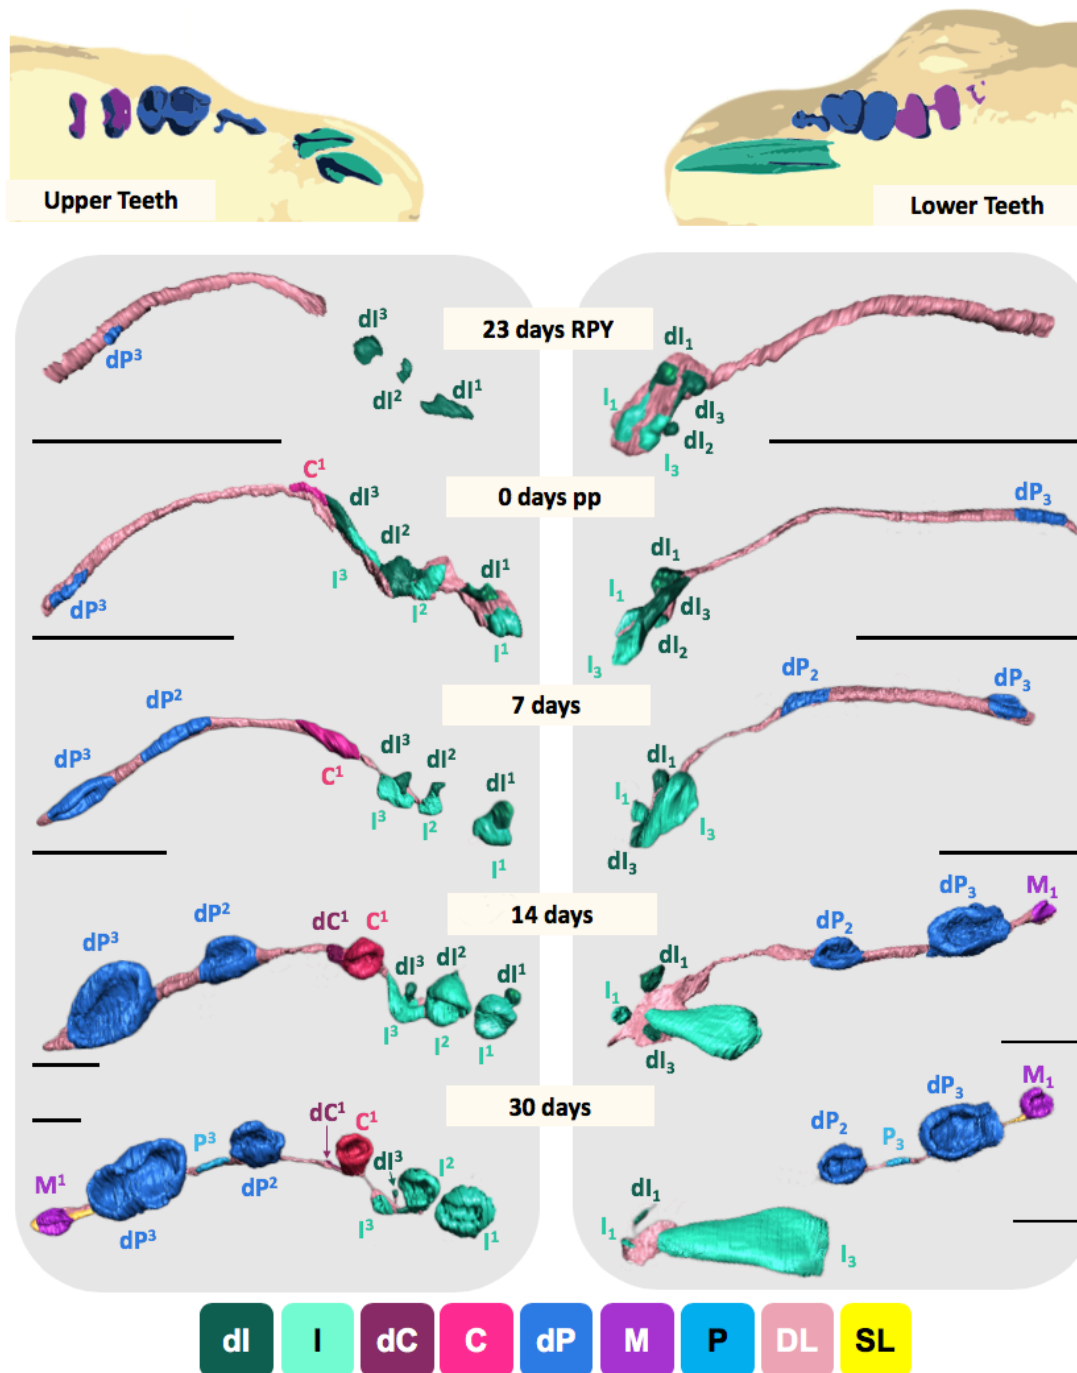 Upper Teeth
Lower Teeth
23 days RPY
dP³
dI³
dI²
dI¹
dI₁
I₁
dI₃
dI₂
I₃
0 days pp
C¹
dI³
dI²
dI¹
dP³
I³
I²
I¹
dP₃
dI₁
I₁
dI₃
dI₂
I₃
7 days
dP²
dP³
C¹
dI³
dI²
dI¹
I³
I²
I¹
dP₂
dP₃
dI₁
I₁
I₃
dI₃
14 days
dP³
dP²
dC¹
C¹
dI³
dI²
dI¹
I³
I²
I¹
dP₂
dP₃
M₁
dI₁
I₁
dI₃
30 days
M¹
dP³
P³
dP²
dC¹
C¹
dI³
I²
I³
I¹
dP₂
P₃
dP₃
M₁
dI₁
I₁
I₃
dI I dC C dP M P DL SL